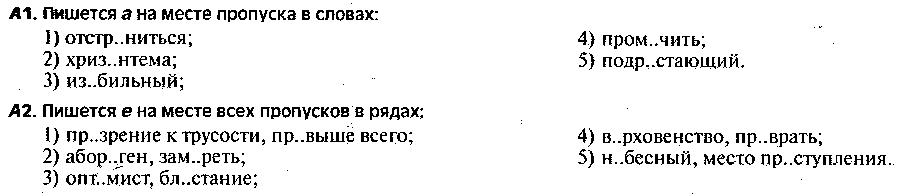 А1. Пишется а на месте пропуска в словах:
1) отстр..ниться;
2) хриз..нтема;
3) из..бильный;
4) пром..чить;
5) подр..стающий.
А2. Пишется е на месте всех пропусков в рядах:
1) пр..зрение к трусости, пр..выше всего;
2) абор..ген, зам..реть;
3) опт..мист, бл..стание;
4) в..рховенство, пр..врать;
5) н..бесный, место пр..ступления.